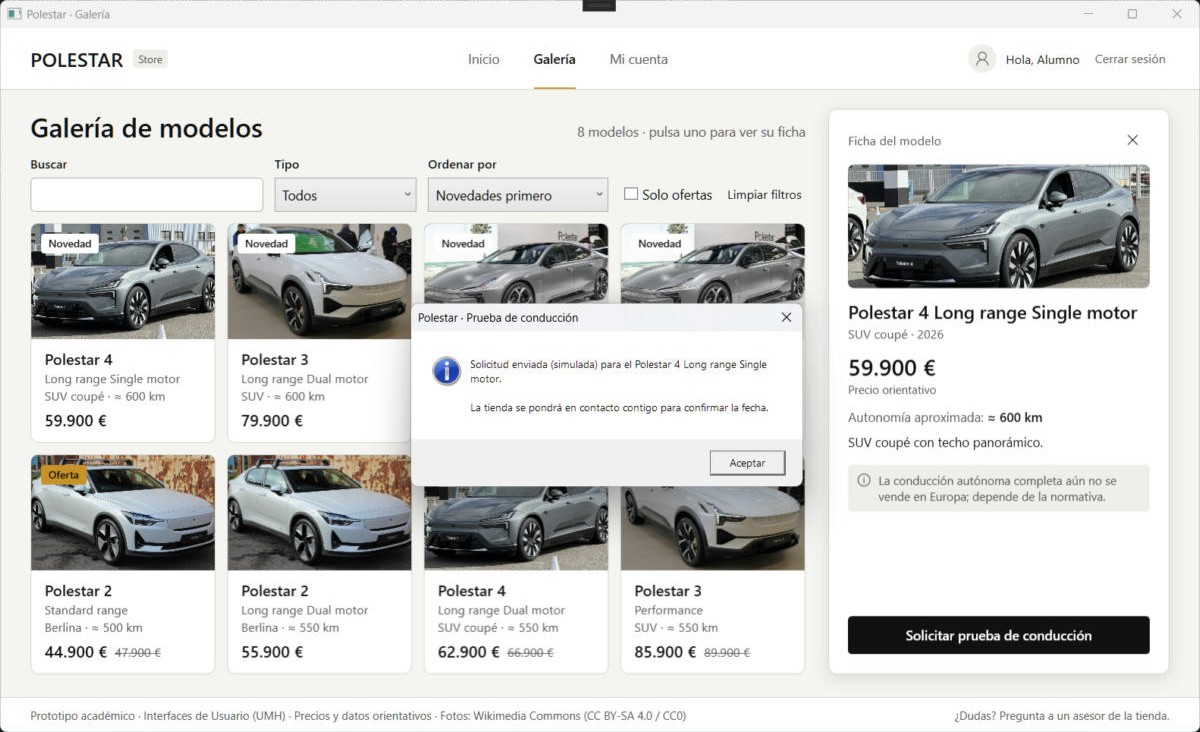 Polestar · Galería
POLESTAR Store
Inicio Galería Mi cuenta
Hola, Alumno Cerrar sesión
Galería de modelos
8 modelos · pulsa uno para ver su ficha
Buscar
Tipo
Todos
Ordenar por
Novedades primero
Solo ofertas
Limpiar filtros
Novedad
Polestar 4
Long range Single motor
SUV coupé · ≈ 600 km
59.900 €
Novedad
Polestar 3
Long range Dual motor
SUV · ≈ 600 km
79.900 €
Novedad
Polestar
Novedad
Polestar
Polestar · Prueba de conducción
Solicitud enviada (simulada) para el Polestar 4 Long range Single
motor.
La tienda se pondrá en contacto contigo para confirmar la fecha.
Aceptar
Oferta
Polestar 2
Standard range
Berlina · ≈ 500 km
44.900 € 47.900 €
Polestar 2
Long range Dual motor
Berlina · ≈ 550 km
55.900 €
Polestar 4
Long range Dual motor
SUV coupé · ≈ 550 km
62.900 € 66.900 €
Polestar 3
Performance
SUV · ≈ 550 km
85.900 € 89.900 €
Ficha del modelo
Polestar 4 Long range Single motor
SUV coupé · 2026
59.900 €
Precio orientativo
Autonomía aproximada: ≈ 600 km
SUV coupé con techo panorámico.
La conducción autónoma completa aún no se
vende en Europa; depende de la normativa.
Solicitar prueba de conducción
Prototipo académico · Interfaces de Usuario (UMH) · Precios y datos orientativos · Fotos: Wikimedia Commons (CC BY-SA 4.0 / CC0)
¿Dudas? Pregunta a un asesor de la tienda.